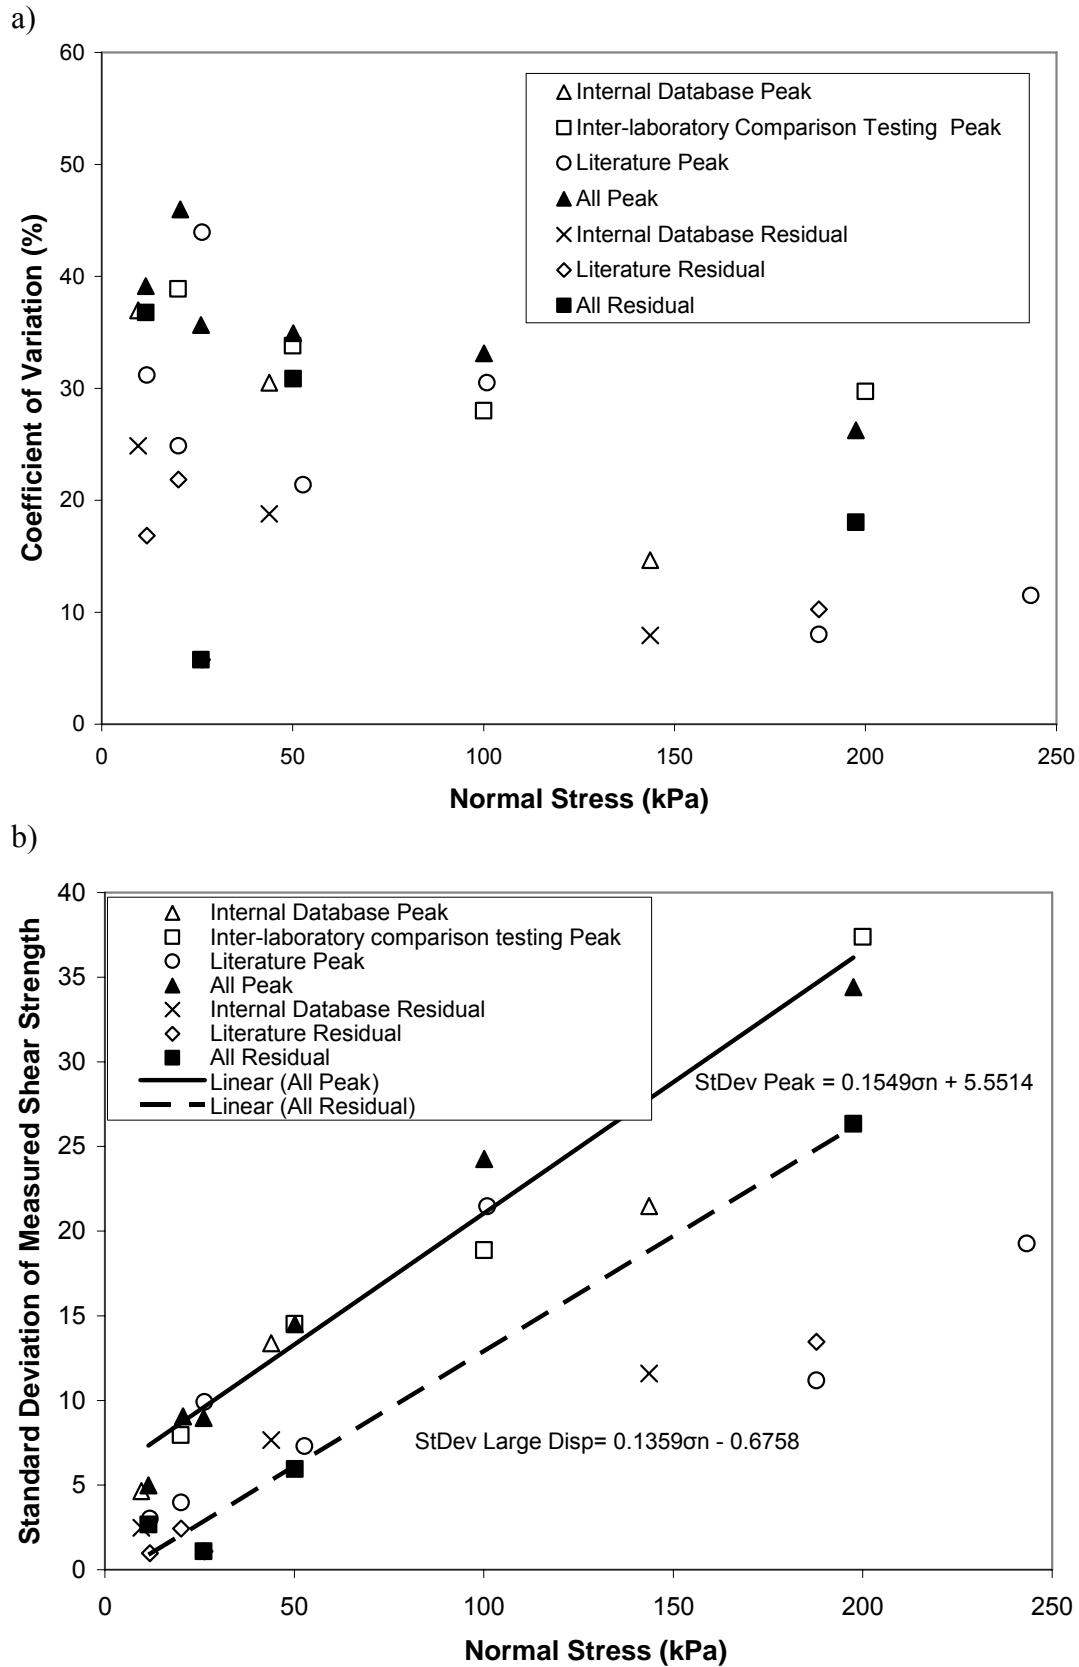 a)
60
50
40
30
20
10
0
Coefficient of Variation (%)
Internal Database Peak
Inter-laboratory Comparison Testing  Peak
Literature Peak
All Peak
Internal Database Residual
Literature Residual
All Residual
0 50 100 150 200 250
Normal Stress (kPa)
b)
40
35
30
25
20
15
10
5
0
Standard Deviation of Measured Shear Strength
Internal Database Peak
Inter-laboratory comparison testing Peak
Literature Peak
All Peak
Internal Database Residual
Literature Residual
All Residual
Linear (All Peak)
Linear (All Residual)
StDev Peak = 0.1549σn + 5.5514
StDev Large Disp= 0.1359σn - 0.6758
0 50 100 150 200 250
Normal Stress (kPa)